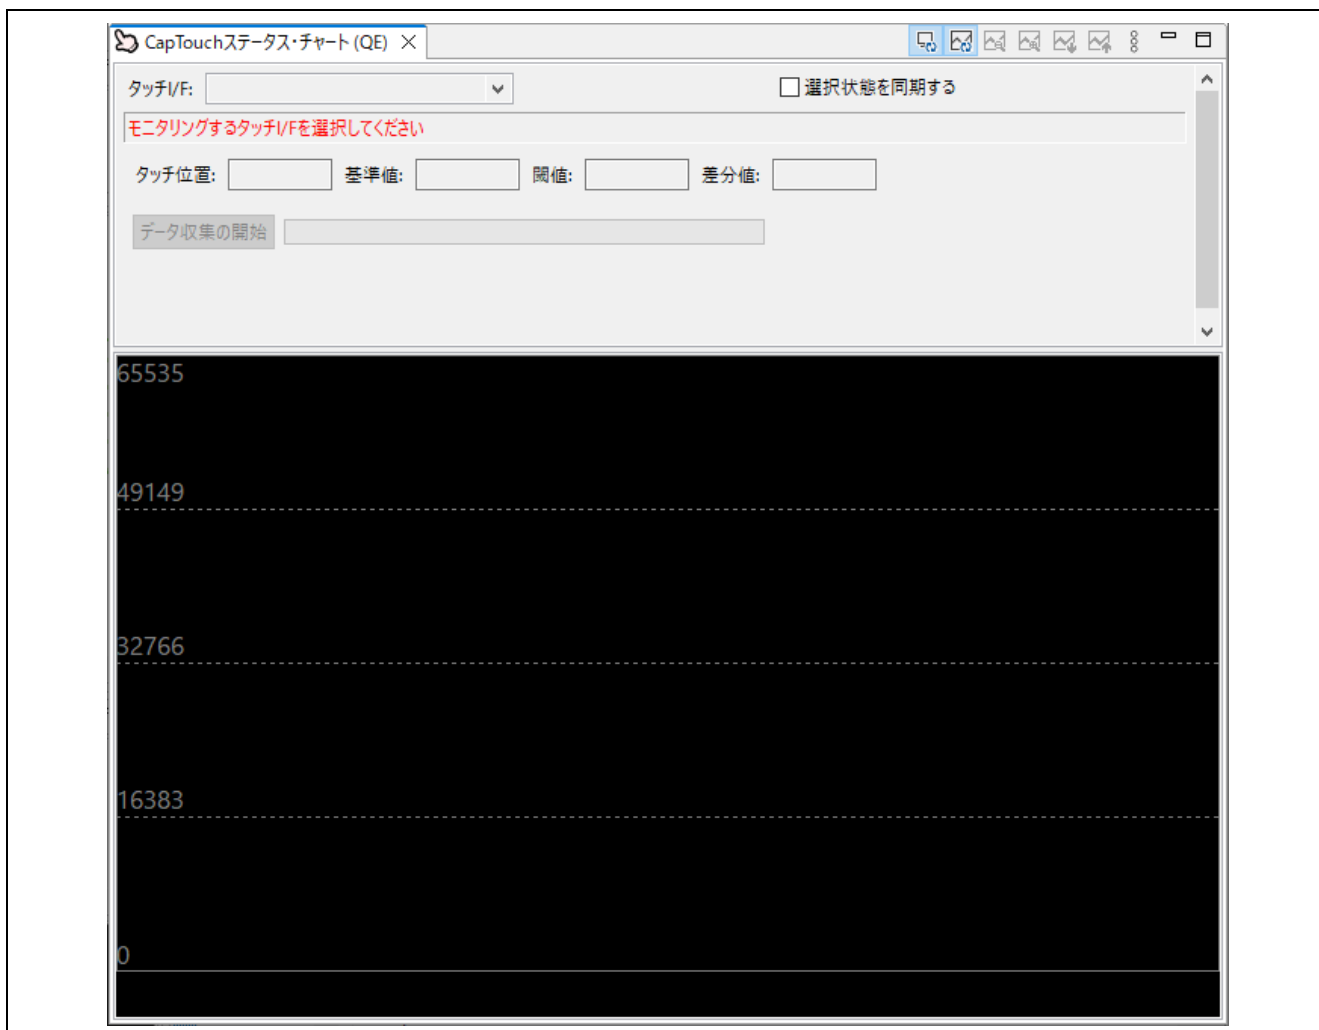 CapTouchステータス・チャート (QE)
タッチI/F: 選択状態を同期する
モニタリングするタッチI/Fを選択してください
タッチ位置: 基準値: 閾値: 差分値:
データ収集の開始
65535
49149
32766
16383
0